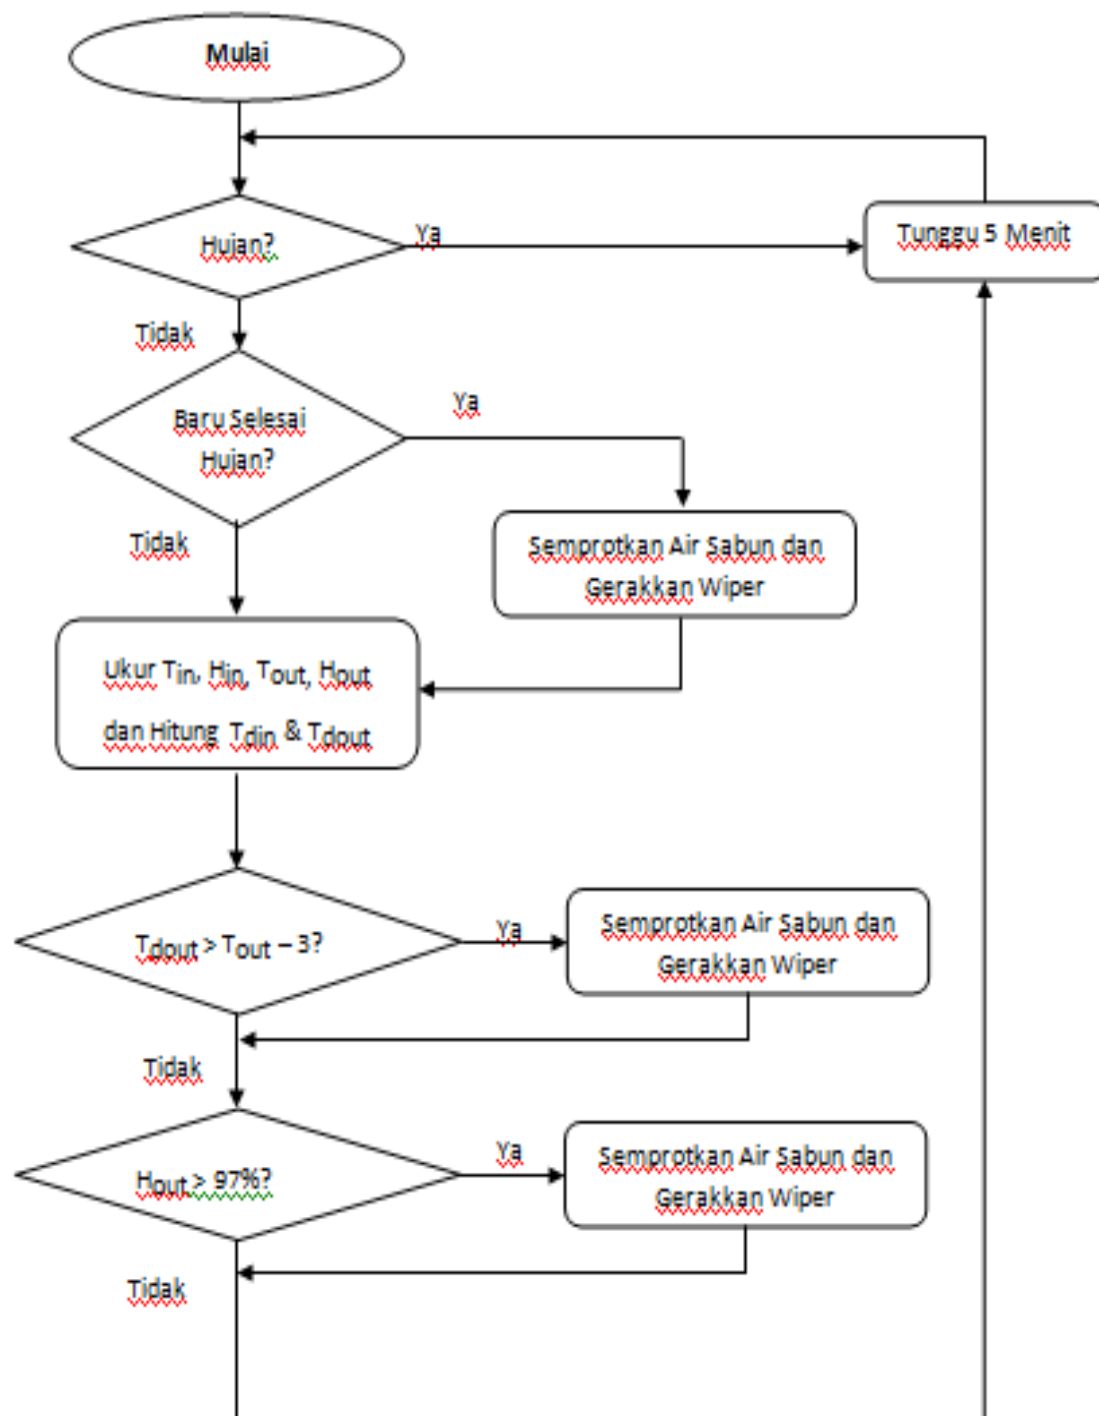 Mulai
Hujan?
Ya
Tunggu 5 Menit
Tidak
Baru Selesai
Hujan?
Ya
Tidak
Semprotkan Air Sabun dan
Gerakkan Wiper
Ukur Tin, Hin, Tout, Hout
dan Hitung Tdin & Tdout
Tdout > Tout – 3?
Ya
Semprotkan Air Sabun dan
Gerakkan Wiper
Tidak
Hout > 97%?
Ya
Semprotkan Air Sabun dan
Gerakkan Wiper
Tidak